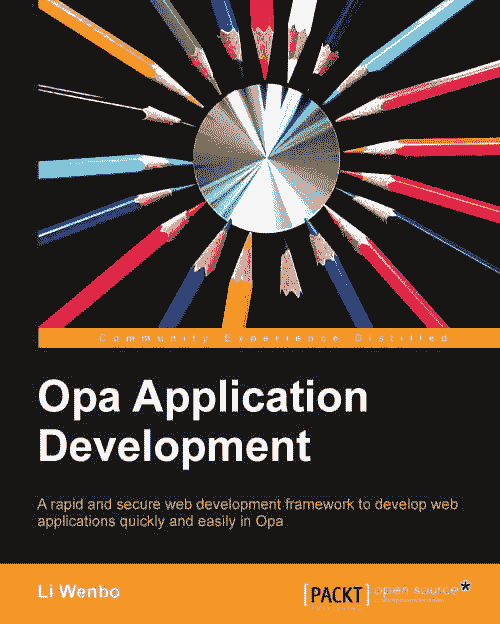 Community Experience Distilled
Opa Application
Development
A rapid and secure web development framework to develop web
applications quickly and easily in Opa
Li Wenbo
[PACKT] open source*